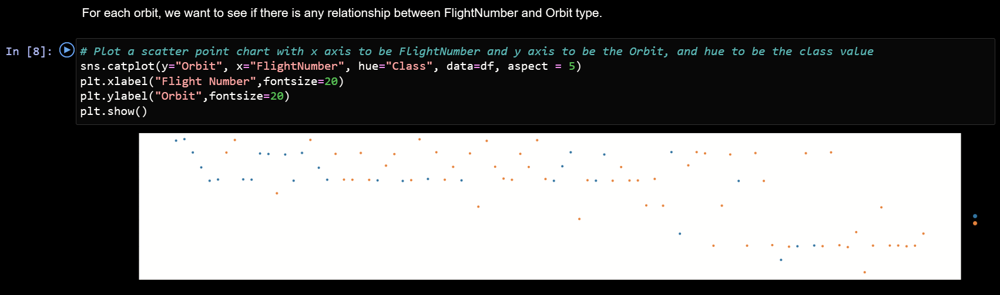 For each orbit, we want to see if there is any relationship between FlightNumber and Orbit type.
In [8]:
# Plot a scatter point chart with x axis to be FlightNumber and y axis to be the Orbit, and hue to be the class value
sns.catplot(y="Orbit", x="FlightNumber", hue="Class", data=df, aspect = 5)
plt.xlabel("Flight Number",fontsize=20)
plt.ylabel("Orbit",fontsize=20)
plt.show()